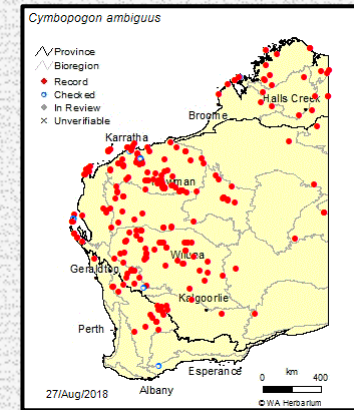 Cymbopogon ambiguus
Province
Bioregion
Record
Checked
In Review
Unverifiable
Halls Creek
Broome
Karratha
Newman
Wiluna
Geraldton
Kalgoorlie
Perth
Esperance
Albany
0 km 400
27/Aug/2018
© WA Herbarium